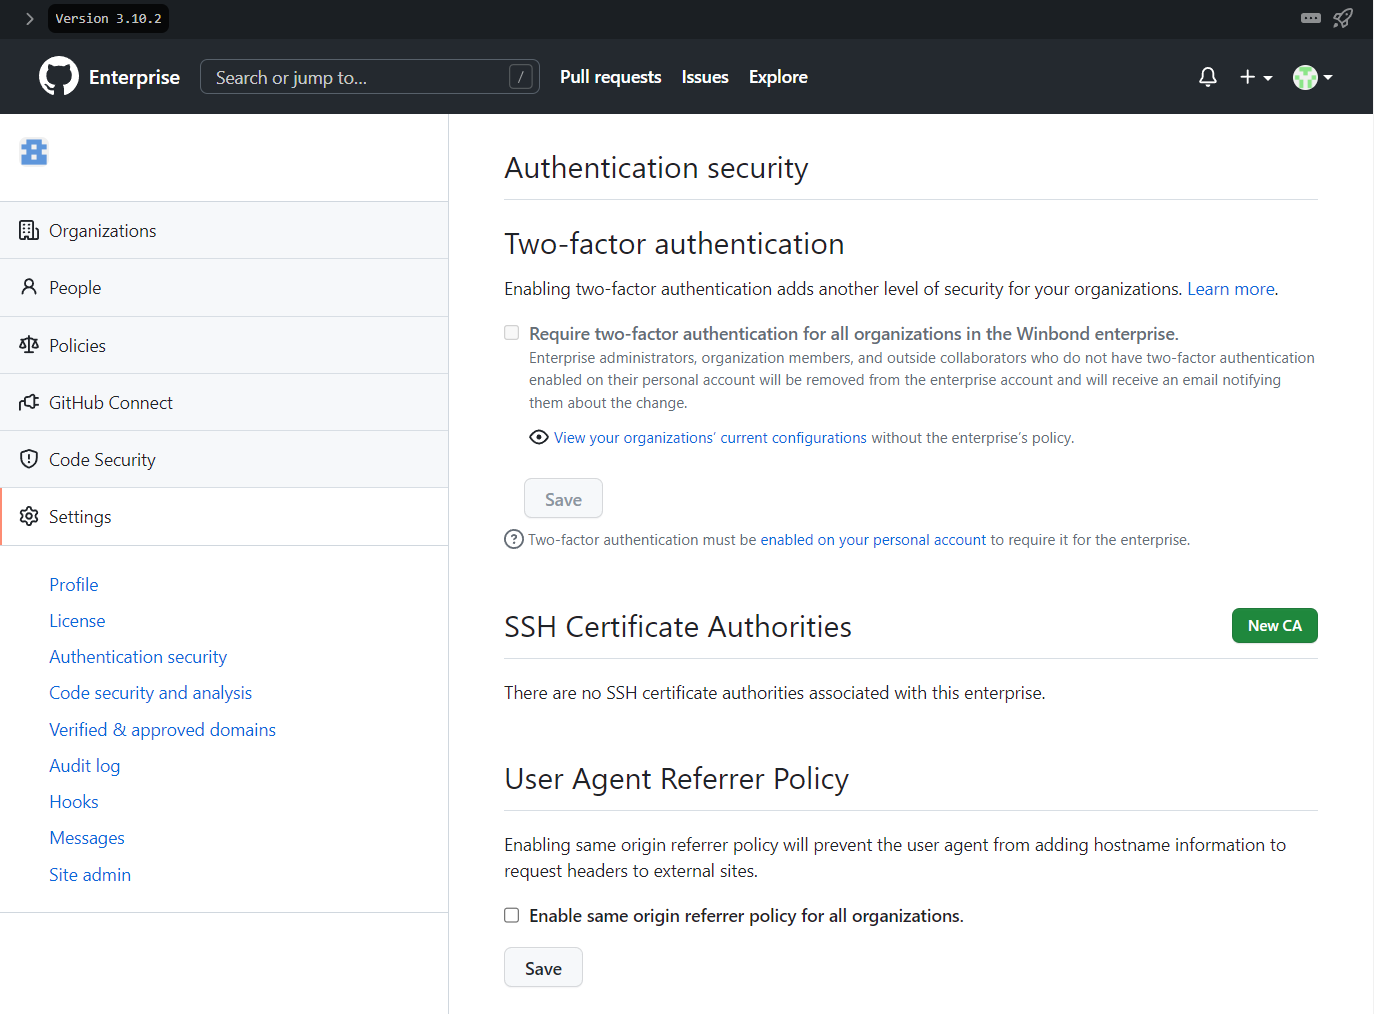 Version 3.10.2
Enterprise
Search or jump to...
/
Pull requests
Issues
Explore
Organizations
People
Policies
GitHub Connect
Code Security
Settings
Profile
License
Authentication security
Code security and analysis
Verified & approved domains
Audit log
Hooks
Messages
Site admin
Authentication security
Two-factor authentication
Enabling two-factor authentication adds another level of security for your organizations. Learn more.
Require two-factor authentication for all organizations in the Winbond enterprise.
Enterprise administrators, organization members, and outside collaborators who do not have two-factor authentication
enabled on their personal account will be removed from the enterprise account and will receive an email notifying
them about the change.
View your organizations' current configurations without the enterprise's policy.
Save
Two-factor authentication must be enabled on your personal account to require it for the enterprise.
SSH Certificate Authorities
New CA
There are no SSH certificate authorities associated with this enterprise.
User Agent Referrer Policy
Enabling same origin referrer policy will prevent the user agent from adding hostname information to
request headers to external sites.
Enable same origin referrer policy for all organizations.
Save